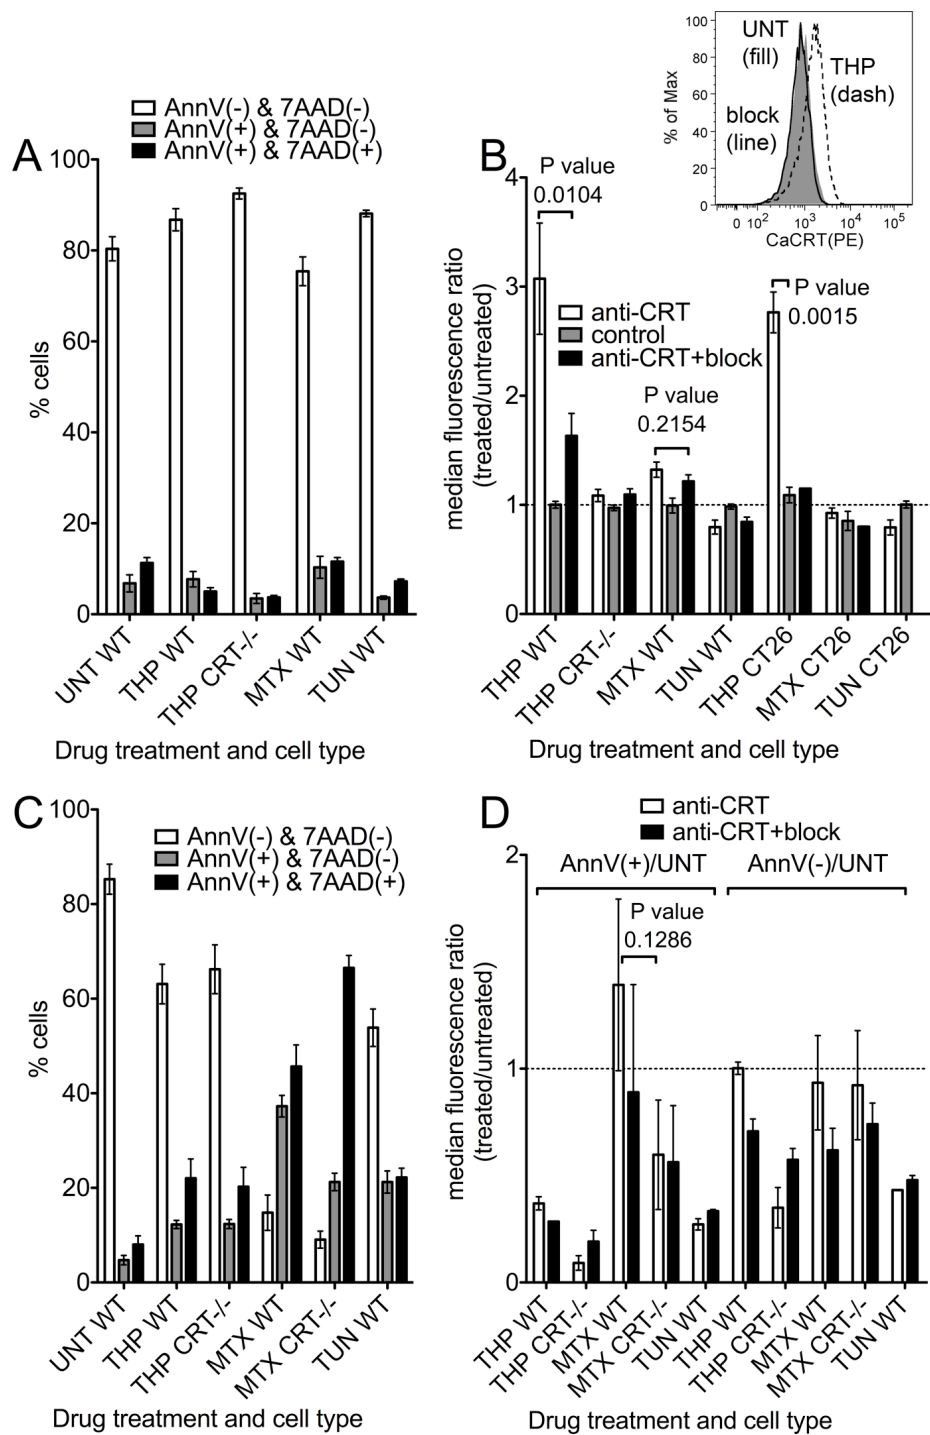 A
AnnV(-) & 7AAD(-)
AnnV(+) & 7AAD(-)
AnnV(+) & 7AAD(+)
% cells
100
80
60
40
20
0
UNT WT
THP WT
THP CRT-/-
MTX WT
TUN WT
Drug treatment and cell type
B
UNT
(fill)
THP
(dash)
block
(line)
% of Max
100
80
60
40
20
0
0 10² 10³ 10⁴ 10⁵
CaCRT(PE)
median fluorescence ratio
(treated/untreated)
4
3
2
1
0
P value
0.0104
anti-CRT
control
anti-CRT+block
P value
0.2154
P value
0.0015
THP WT
THP CRT-/-
MTX WT
TUN WT
THP CT26
MTX CT26
TUN CT26
Drug treatment and cell type
C
AnnV(-) & 7AAD(-)
AnnV(+) & 7AAD(-)
AnnV(+) & 7AAD(+)
% cells
100
80
60
40
20
0
UNT WT
THP WT
THP CRT-/-
MTX WT
MTX CRT-/-
TUN WT
Drug treatment and cell type
D
anti-CRT
anti-CRT+block
AnnV(+)/UNT
AnnV(-)/UNT
P value
0.1286
median fluorescence ratio
(treated/untreated)
2
1
0
THP WT
THP CRT-/-
MTX WT
MTX CRT-/-
TUN WT
THP WT
THP CRT-/-
MTX WT
MTX CRT-/-
TUN WT
Drug treatment and cell type